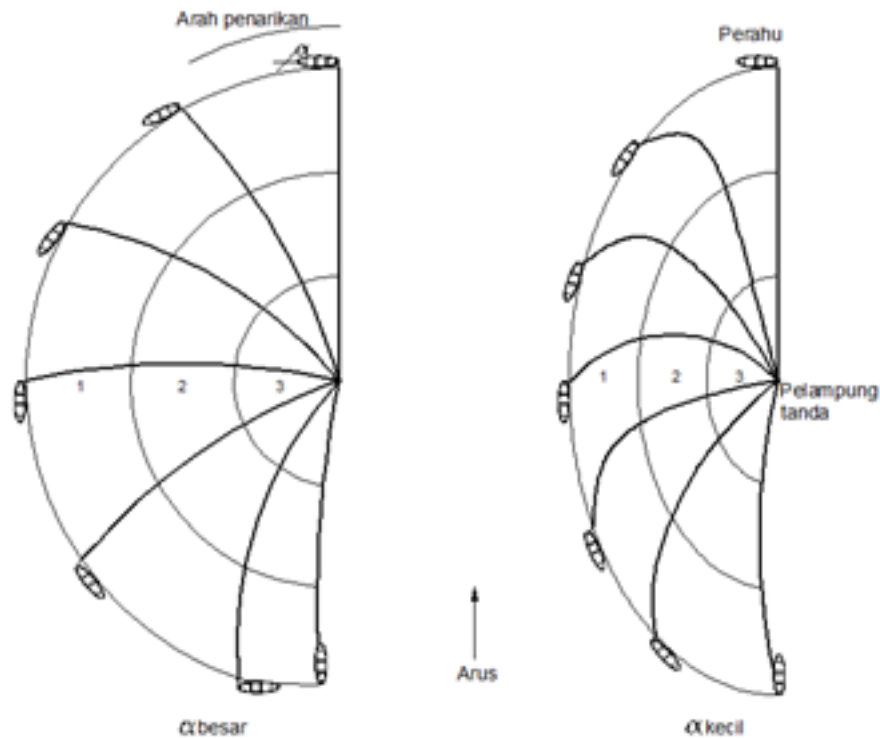 Arah penarikan
Perahu
1
2
3
1
2
3
Pelampung
tanda
Arus
α besar
α kecil